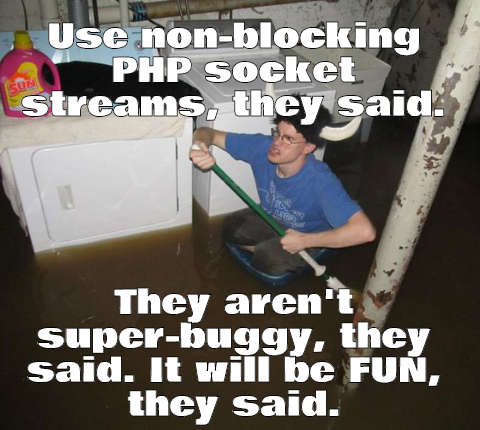 Use non-blocking
PHP socket
streams, they said.
SUN
They aren't
super-buggy, they
said. It will be FUN,
they said.